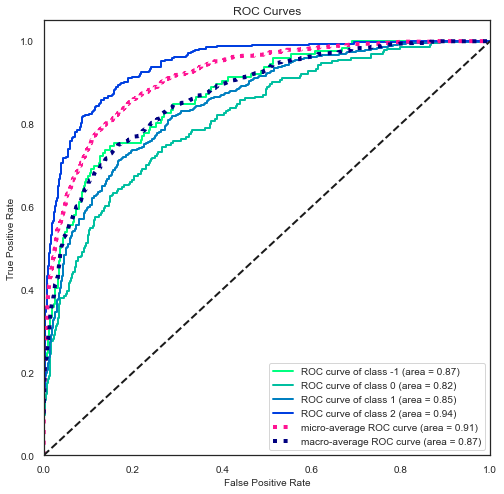 ROC Curves
True Positive Rate
1.0
0.8
0.6
0.4
0.2
0.0
ROC curve of class -1 (area = 0.87)
ROC curve of class 0 (area = 0.82)
ROC curve of class 1 (area = 0.85)
ROC curve of class 2 (area = 0.94)
micro-average ROC curve (area = 0.91)
macro-average ROC curve (area = 0.87)
0.0 0.2 0.4 0.6 0.8 1.0
False Positive Rate